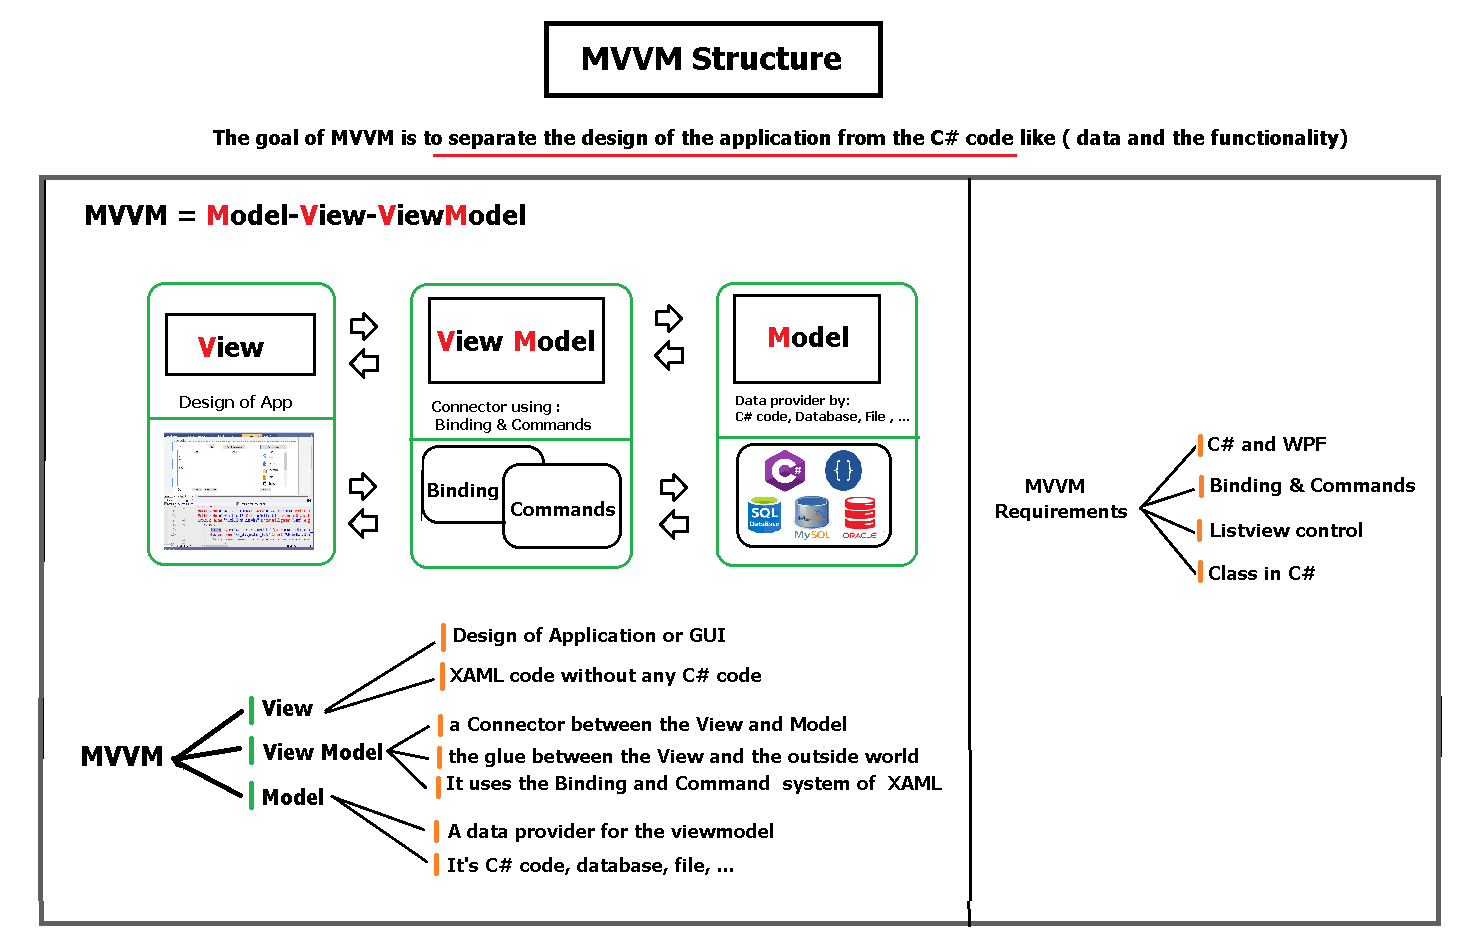 MVVM Structure
The goal of MVVM is to separate the design of the application from the C# code like ( data and the functionality)
MVVM = Model-View-ViewModel
View
Design of App
View Model
Connector using :
Binding & Commands
Model
Data provider by:
C# code, Database, File , ...
Binding
Commands
C#
{ }
SQL
DataBase
MySQL
ORACLE
MVVM
View
Design of Application or GUI
XAML code without any C# code
View Model
a Connector between the View and Model
the glue between the View and the outside world
It uses the Binding and Command system of XAML
Model
A data provider for the viewmodel
It's C# code, database, file, ...
MVVM
Requirements
C# and WPF
Binding & Commands
Listview control
Class in C#